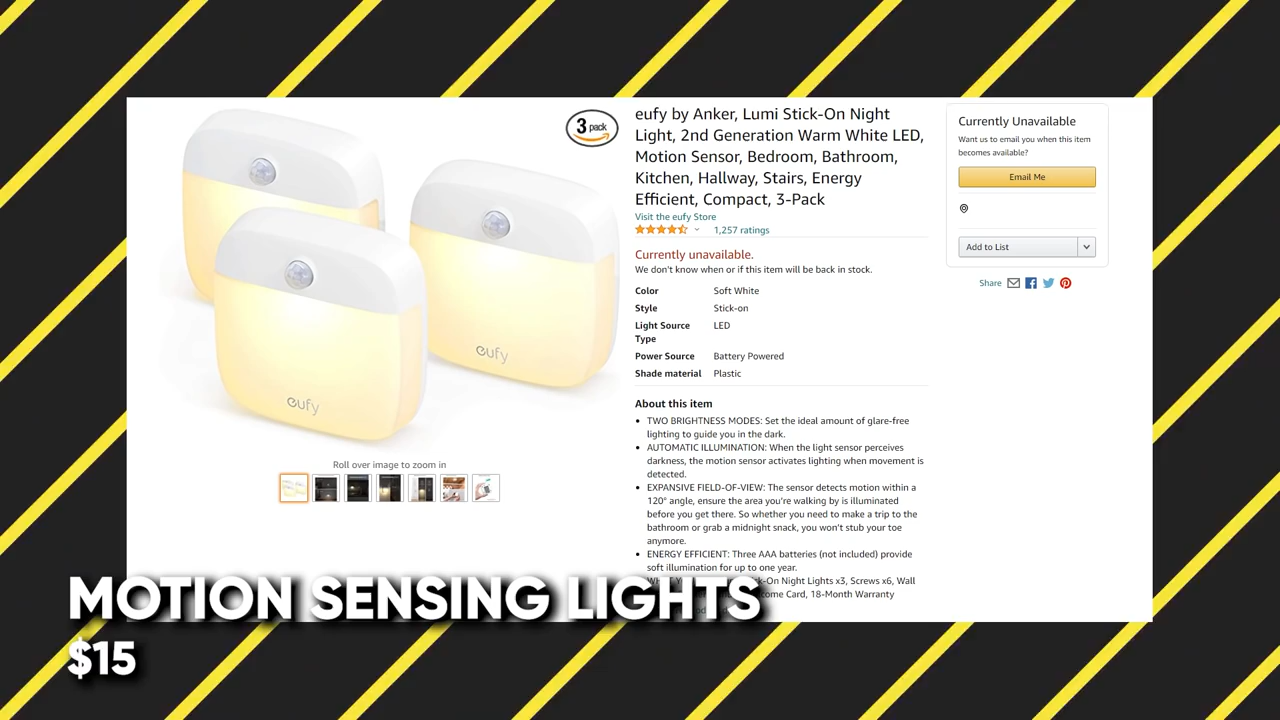 3 pack
eufy by Anker, Lumi Stick-On Night
Light, 2nd Generation Warm White LED,
Motion Sensor, Bedroom, Bathroom,
Kitchen, Hallway, Stairs, Energy
Efficient, Compact, 3-Pack
Visit the eufy Store
1,257 ratings
Currently unavailable.
We don't know when or if this item will be back in stock.
Color Soft White
Style Stick-on
Light Source LED
Type
Power Source Battery Powered
Shade material Plastic
About this item
TWO BRIGHTNESS MODES: Set the ideal amount of glare-free
lighting to guide you in the dark.
AUTOMATIC ILLUMINATION: When the light sensor perceives
darkness, the motion sensor activates lighting when movement is
detected.
EXPANSIVE FIELD-OF-VIEW: The sensor detects motion within a
120° angle, ensure the area you're walking by is illuminated
before you get there. So whether you need to make a trip to the
bathroom or grab a midnight snack, you won't stub your toe
anymore.
ENERGY EFFICIENT: Three AAA batteries (not included) provide
soft illumination for up to one year.
Night Lights x3, Screws x6, Wall
Card, 18-Month Warranty
Currently Unavailable
Want us to email you when this item
becomes available?
Email Me
Add to List
Share
eufy
eufy
Roll over image to zoom in
MOTION SENSING LIGHTS
$15